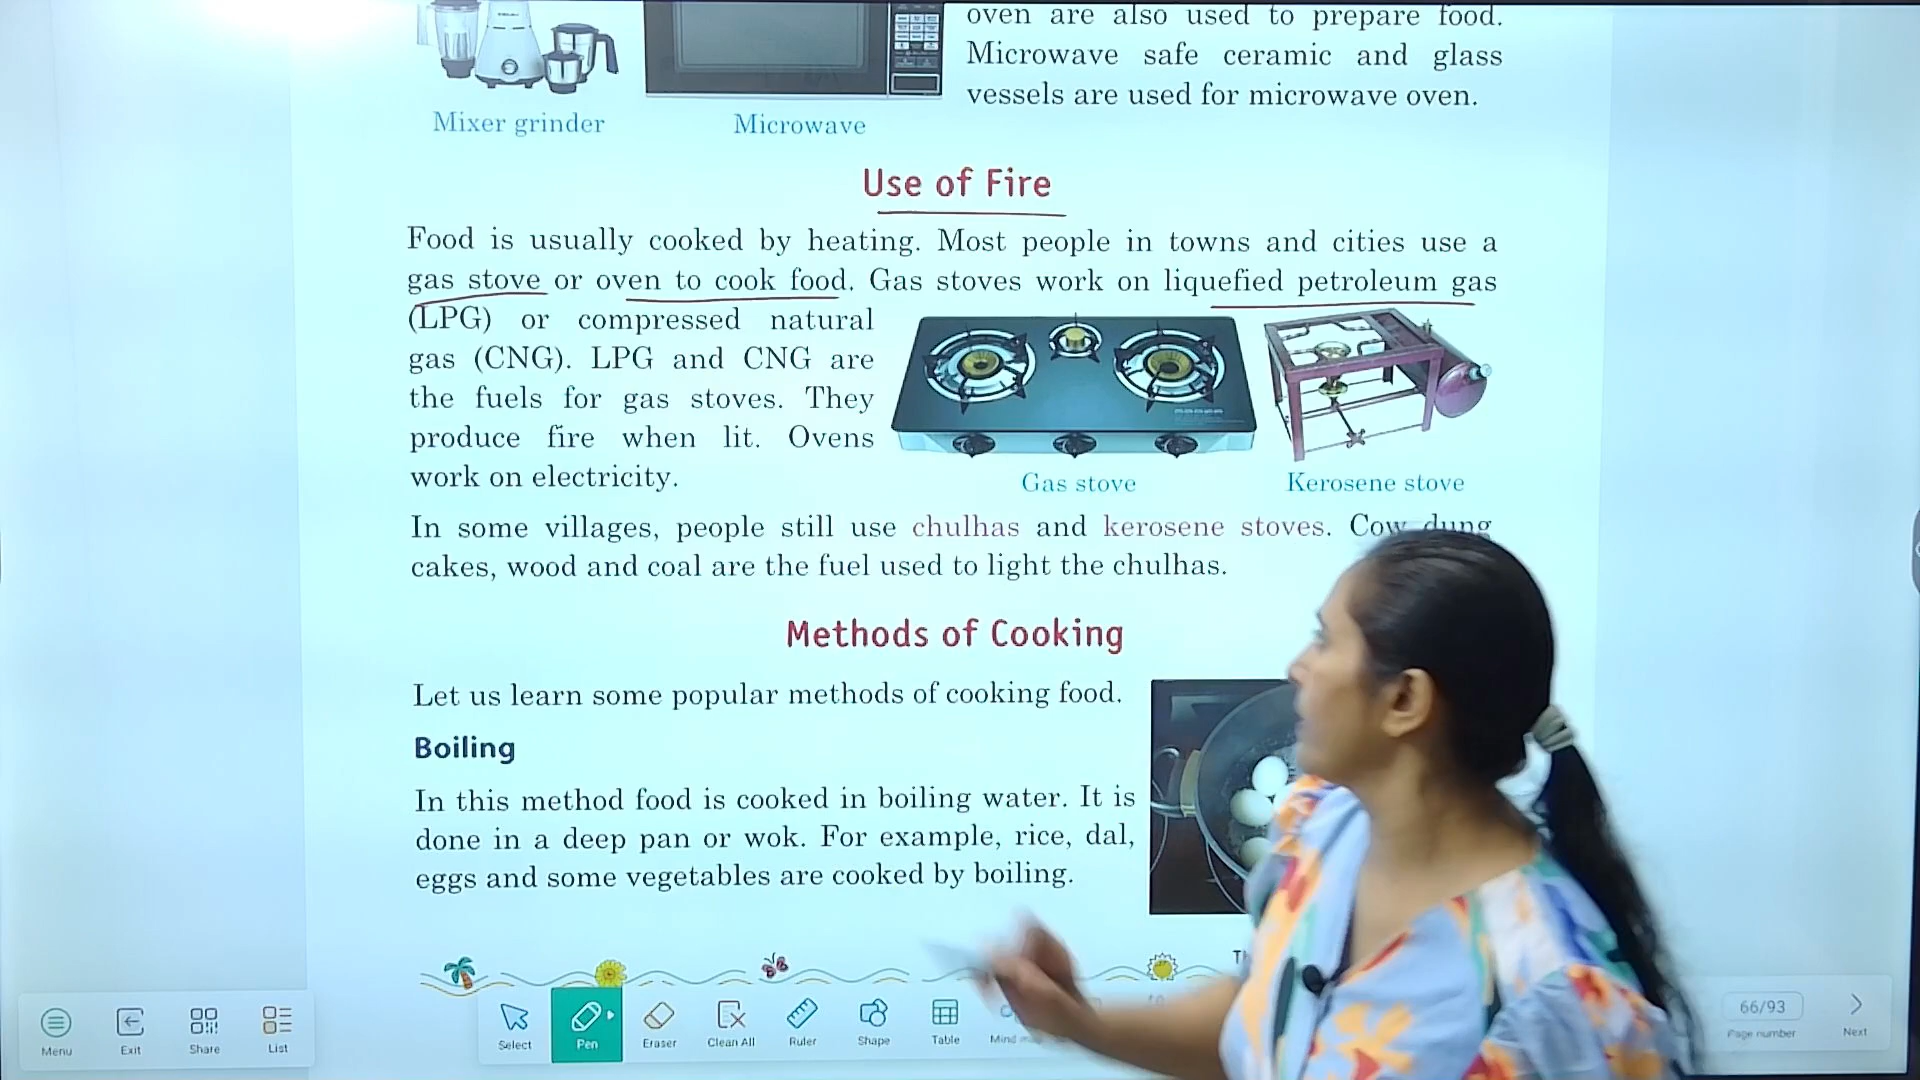 oven are also used to prepare food.
Microwave safe ceramic and glass
vessels are used for microwave oven.
Mixer grinder
Microwave
Use of Fire
Food is usually cooked by heating. Most people in towns and cities use a
gas stove or oven to cook food. Gas stoves work on liquefied petroleum gas
(LPG) or compressed natural
gas (CNG). LPG and CNG are
the fuels for gas stoves. They
produce fire when lit. Ovens
work on electricity.
Gas stove
Kerosene stove
In some villages, people still use chulhas and kerosene stoves. Cow dung
cakes, wood and coal are the fuel used to light the chulhas.
Methods of Cooking
Let us learn some popular methods of cooking food.
Boiling
In this method food is cooked in boiling water. It is
done in a deep pan or wok. For example, rice, dal,
eggs and some vegetables are cooked by boiling.
Menu
Exit
Share
List
Select
Pen
Eraser
Clean All
Ruler
Shape
Table
Mind
66/93
Page number
Next